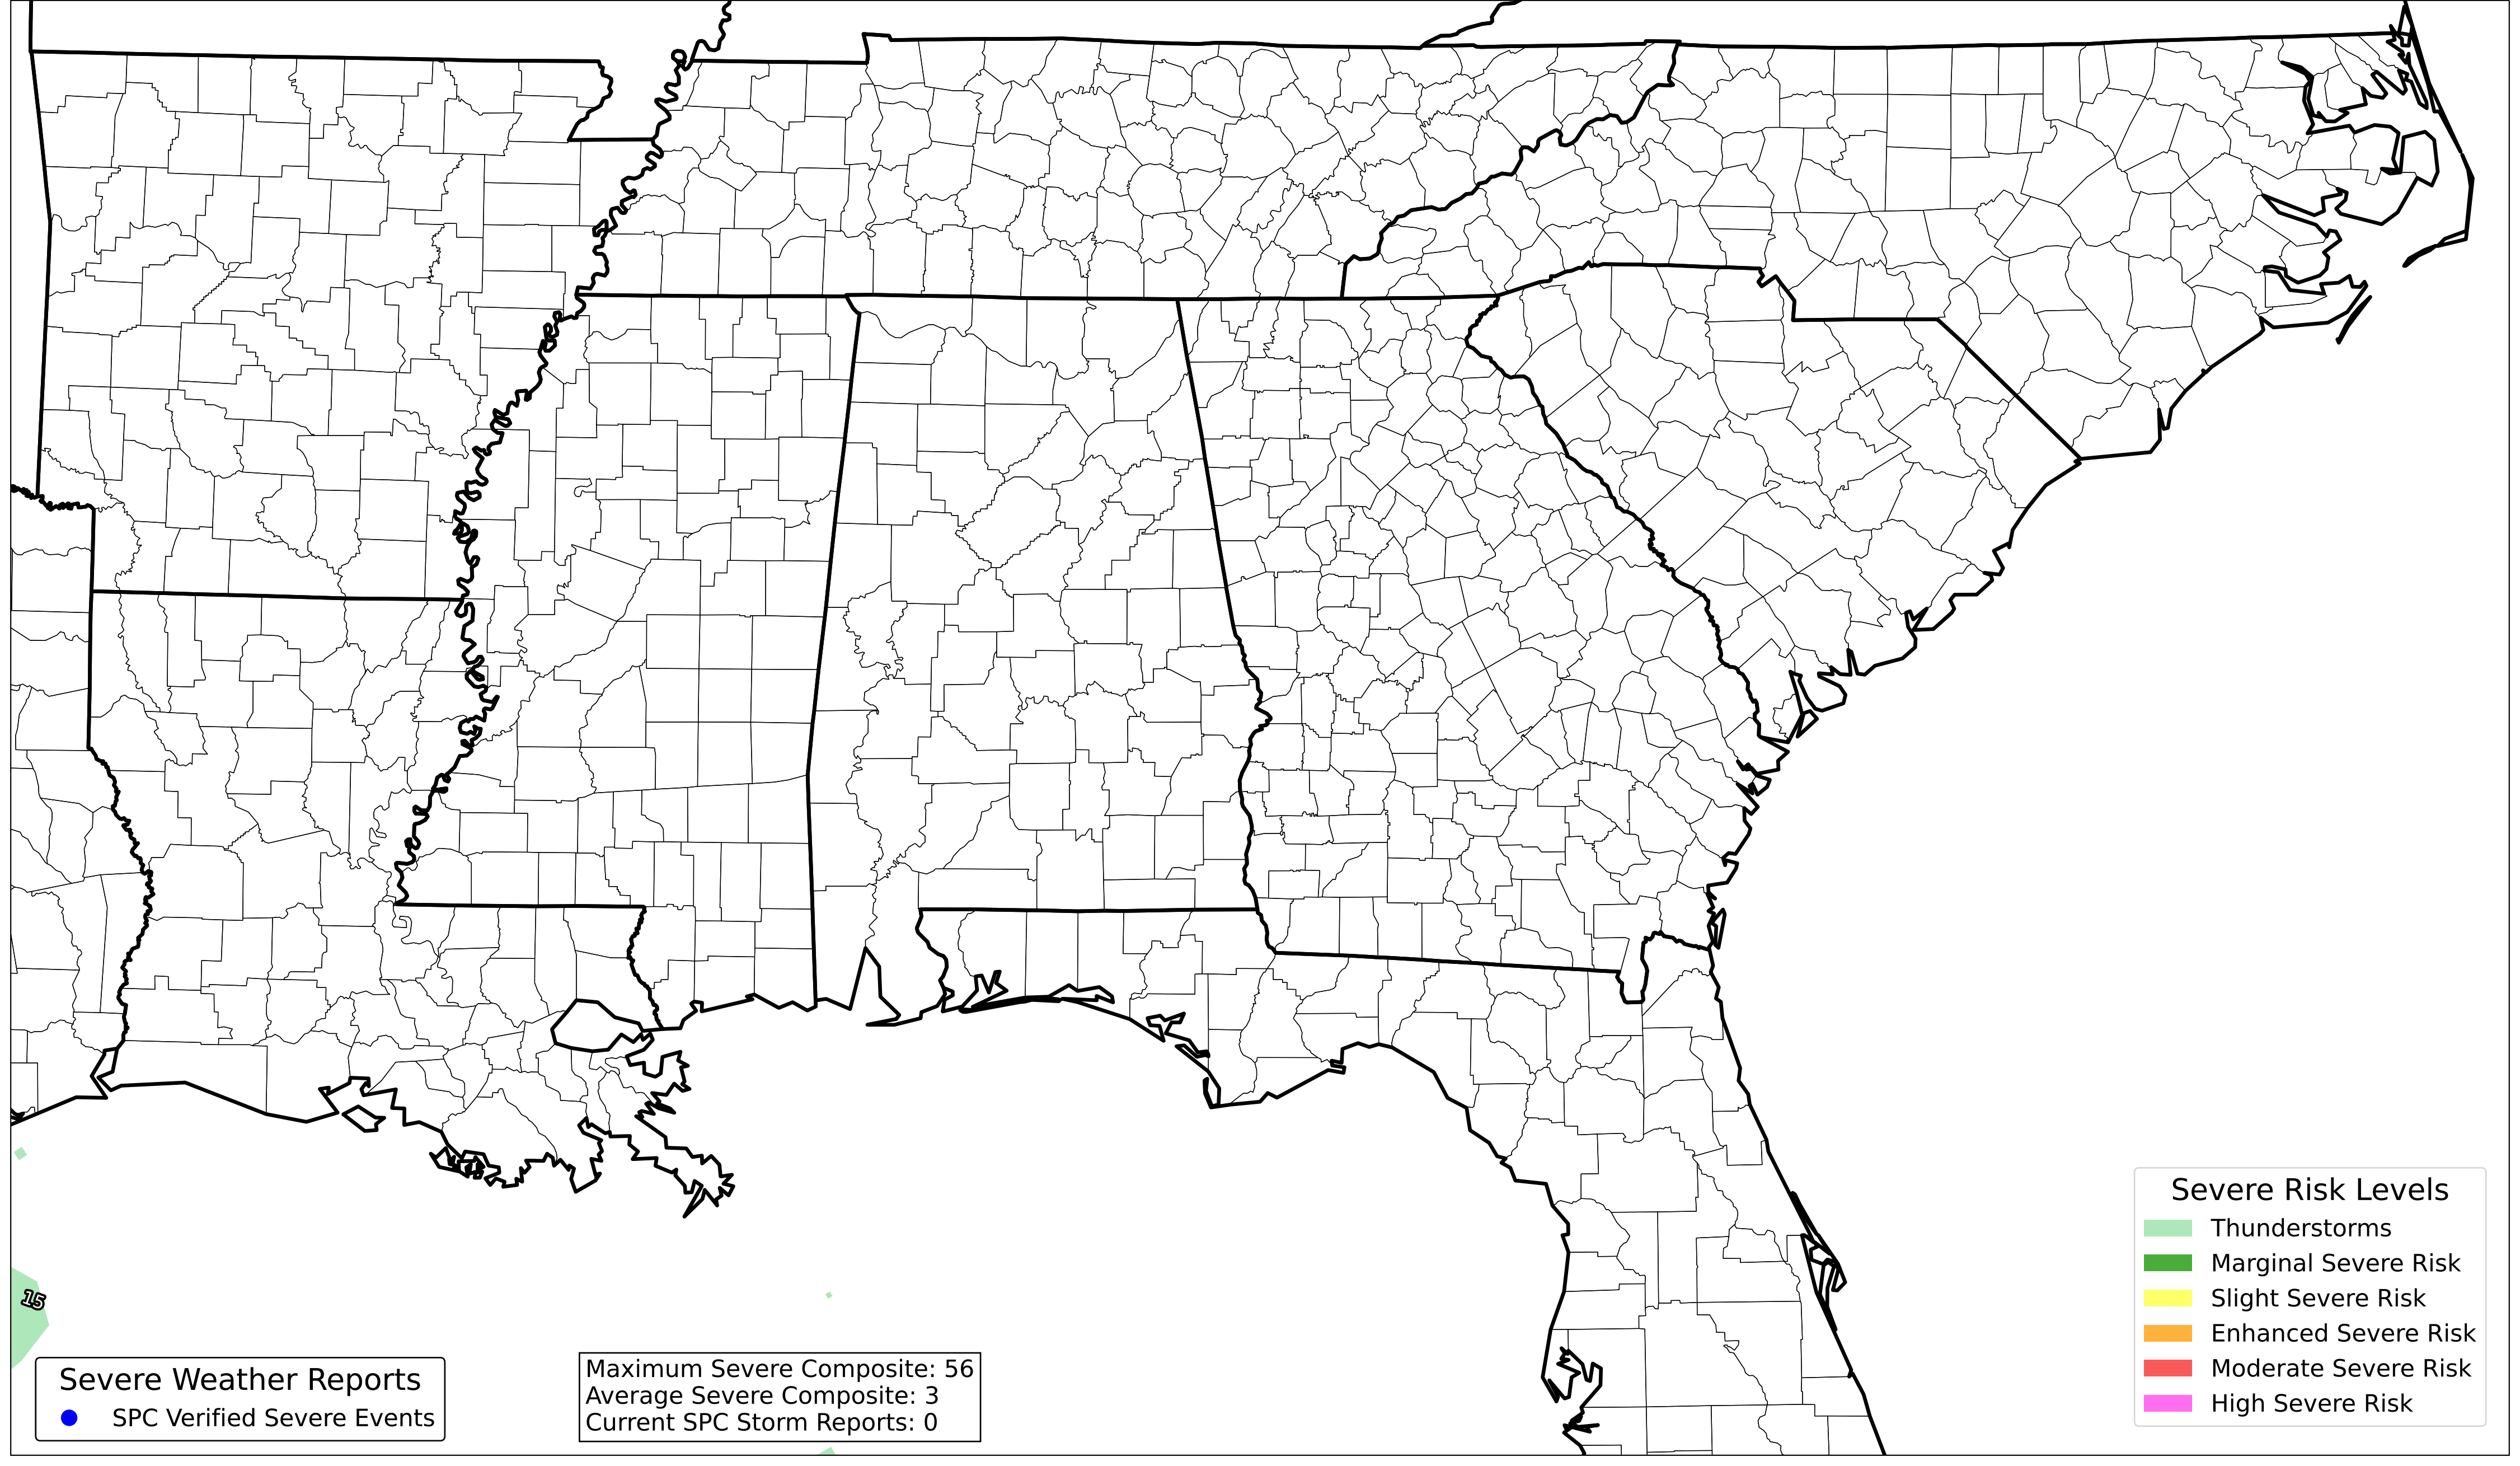 15
Severe Weather Reports
SPC Verified Severe Events
Maximum Severe Composite: 56
Average Severe Composite: 3
Current SPC Storm Reports: 0
Severe Risk Levels
Thunderstorms
Marginal Severe Risk
Slight Severe Risk
Enhanced Severe Risk
Moderate Severe Risk
High Severe Risk